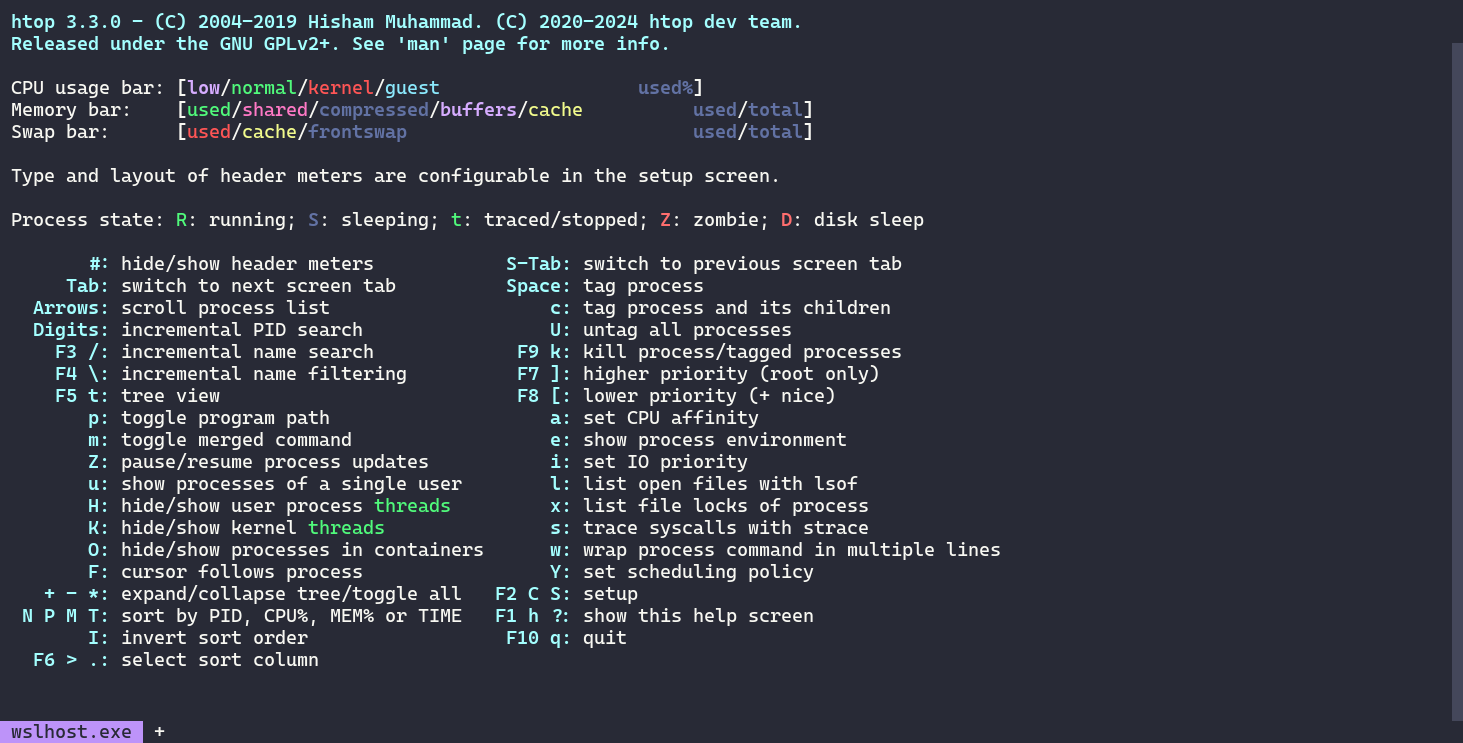 htop 3.3.0 - (C) 2004-2019 Hisham Muhammad. (C) 2020-2024 htop dev team.
Released under the GNU GPLv2+. See 'man' page for more info.
CPU usage bar: [low/normal/kernel/guest                  used%]
Memory bar:    [used/shared/compressed/buffers/cache          used/total]
Swap bar:      [used/cache/frontswap                          used/total]
Type and layout of header meters are configurable in the setup screen.
Process state: R: running; S: sleeping; t: traced/stopped; Z: zombie; D: disk sleep
#: hide/show header meters            S-Tab: switch to previous screen tab
Tab: switch to next screen tab          Space: tag process
Arrows: scroll process list                    c: tag process and its children
Digits: incremental PID search                 U: untag all processes
F3 /: incremental name search             F9 k: kill process/tagged processes
F4 \: incremental name filtering          F7 ]: higher priority (root only)
F5 t: tree view                           F8 [: lower priority (+ nice)
p: toggle program path                    a: set CPU affinity
m: toggle merged command                  e: show process environment
Z: pause/resume process updates           i: set IO priority
u: show processes of a single user        l: list open files with lsof
H: hide/show user process threads         x: list file locks of process
K: hide/show kernel threads               s: trace syscalls with strace
O: hide/show processes in containers      w: wrap process command in multiple lines
F: cursor follows process                 Y: set scheduling policy
+ - *: expand/collapse tree/toggle all   F2 C S: setup
N P M T: sort by PID, CPU%, MEM% or TIME   F1 h ?: show this help screen
I: invert sort order                  F10 q: quit
F6 > .: select sort column
wslhost.exe  +